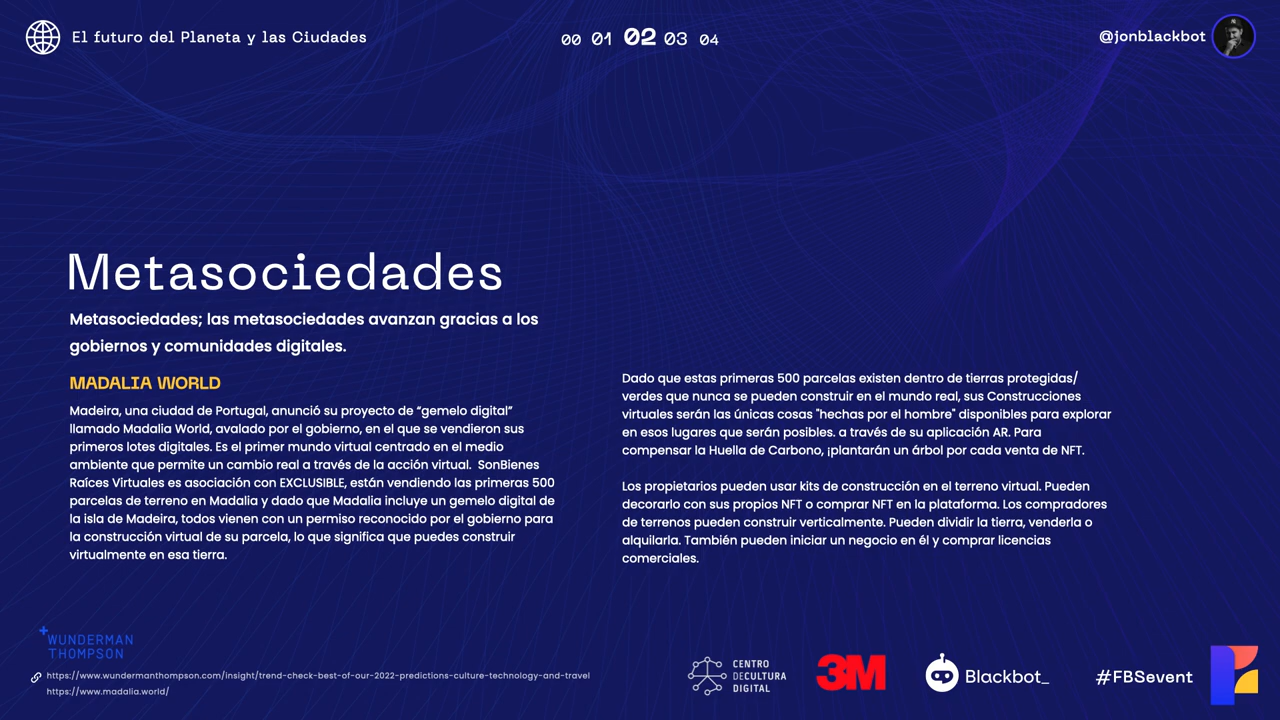 El futuro del Planeta y las Ciudades
00 01 02 03 04
@jonblackbot
Metasociedades
Metasociedades; las metasociedades avanzan gracias a los
gobiernos y comunidades digitales.
MADALIA WORLD
Madeira, una ciudad de Portugal, anunció su proyecto de “gemelo digital”
llamado Madalia World, avalado por el gobierno, en el que se vendieron sus
primeros lotes digitales. Es el primer mundo virtual centrado en el medio
ambiente que permite un cambio real a través de la acción virtual.  SonBienes
Raíces Virtuales es asociación con EXCLUSIBLE, están vendiendo las primeras 500
parcelas de terreno en Madalia y dado que Madalia incluye un gemelo digital de
la isla de Madeira, todos vienen con un permiso reconocido por el gobierno para
la construcción virtual de su parcela, lo que significa que puedes construir
virtualmente en esa tierra.
Dado que estas primeras 500 parcelas existen dentro de tierras protegidas/
verdes que nunca se pueden construir en el mundo real, sus Construcciones
virtuales serán las únicas cosas "hechas por el hombre" disponibles para explorar
en esos lugares que serán posibles. a través de su aplicación AR. Para
compensar la Huella de Carbono, ¡plantarán un árbol por cada venta de NFT.
Los propietarios pueden usar kits de construcción en el terreno virtual. Pueden
decorarlo con sus propios NFT o comprar NFT en la plataforma. Los compradores
de terrenos pueden construir verticalmente. Pueden dividir la tierra, venderla o
alquilarla. También pueden iniciar un negocio en él y comprar licencias
comerciales.
WUNDERMAN
THOMPSON
https://www.wundermanthompson.com/insight/trend-check-best-of-our-2022-predictions-culture-technology-and-travel
https://www.madalia.world/
CENTRO
DECULTURA
DIGITAL
3M
Blackbot_
#FBSevent